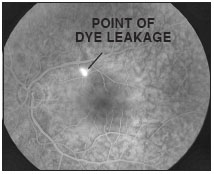 POINT OF
DYE LEAKAGE